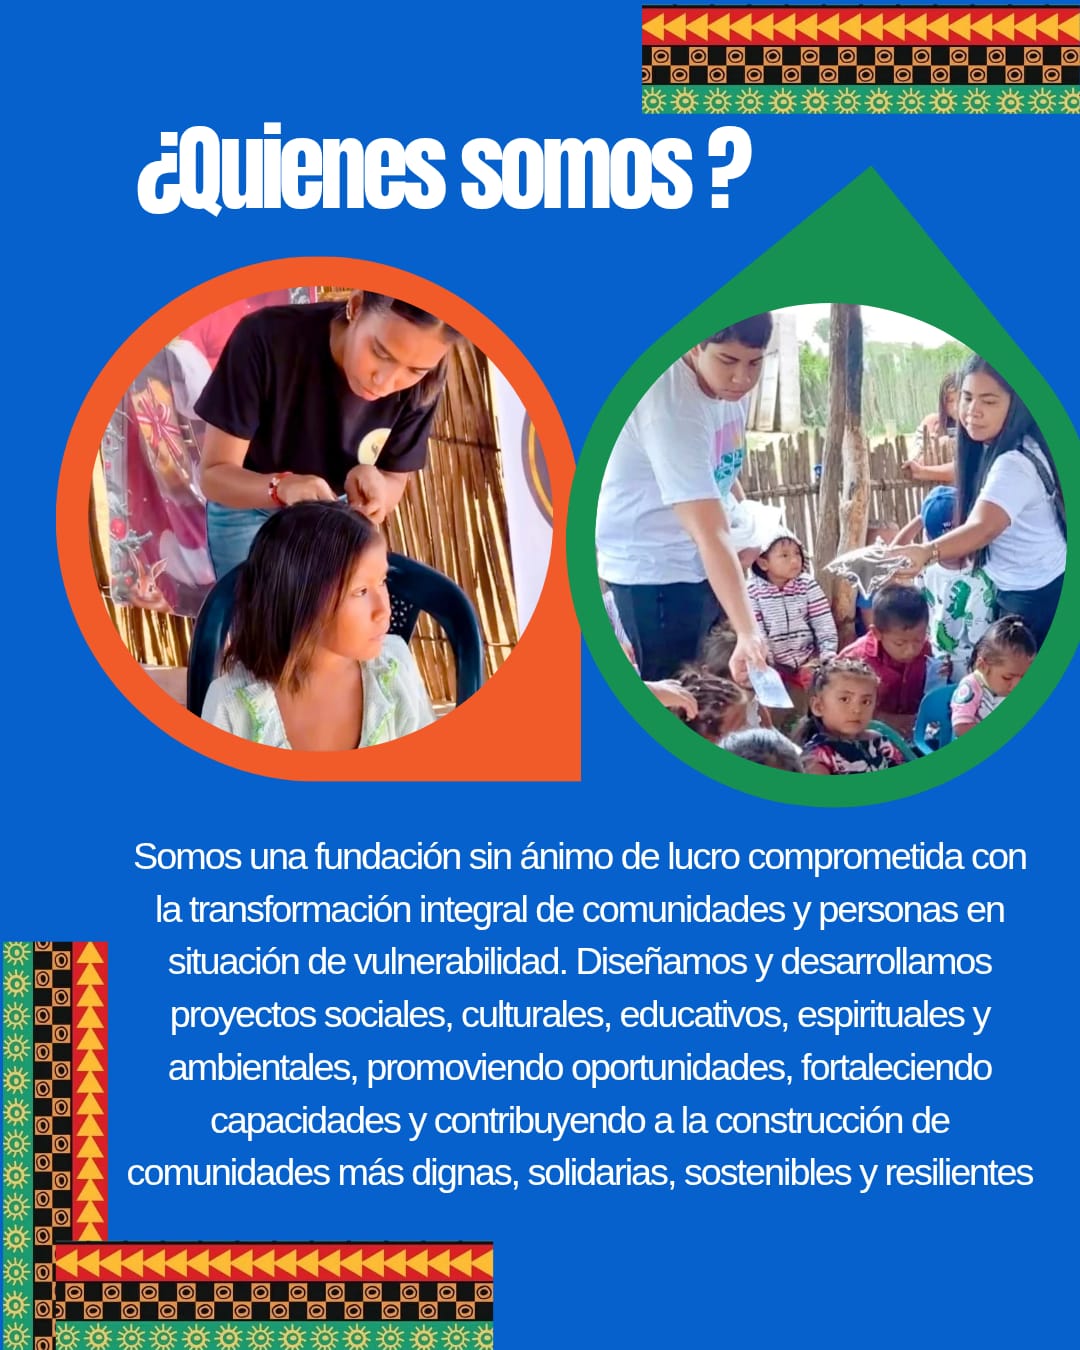 ¿Quienes somos ?
Somos una fundación sin ánimo de lucro comprometida con
la transformación integral de comunidades y personas en
situación de vulnerabilidad. Diseñamos y desarrollamos
proyectos sociales, culturales, educativos, espirituales y
ambientales, promoviendo oportunidades, fortaleciendo
capacidades y contribuyendo a la construcción de
comunidades más dignas, solidarias, sostenibles y resilientes